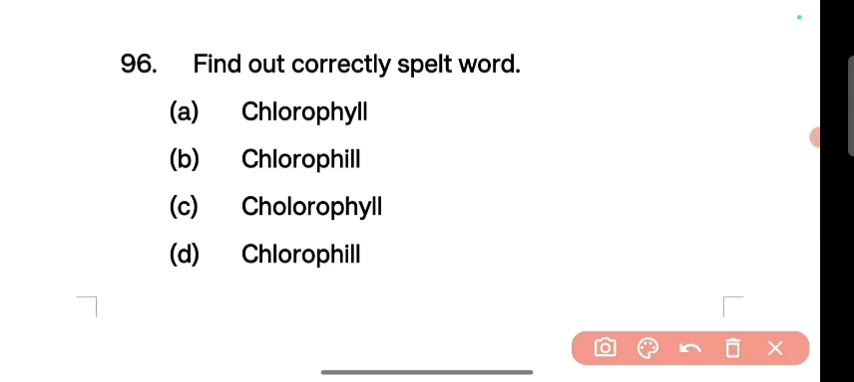 96. Find out correctly spelt word.
(a) Chlorophyll
(b) Chlorophill
(c) Cholorophyll
(d) Chlorophill